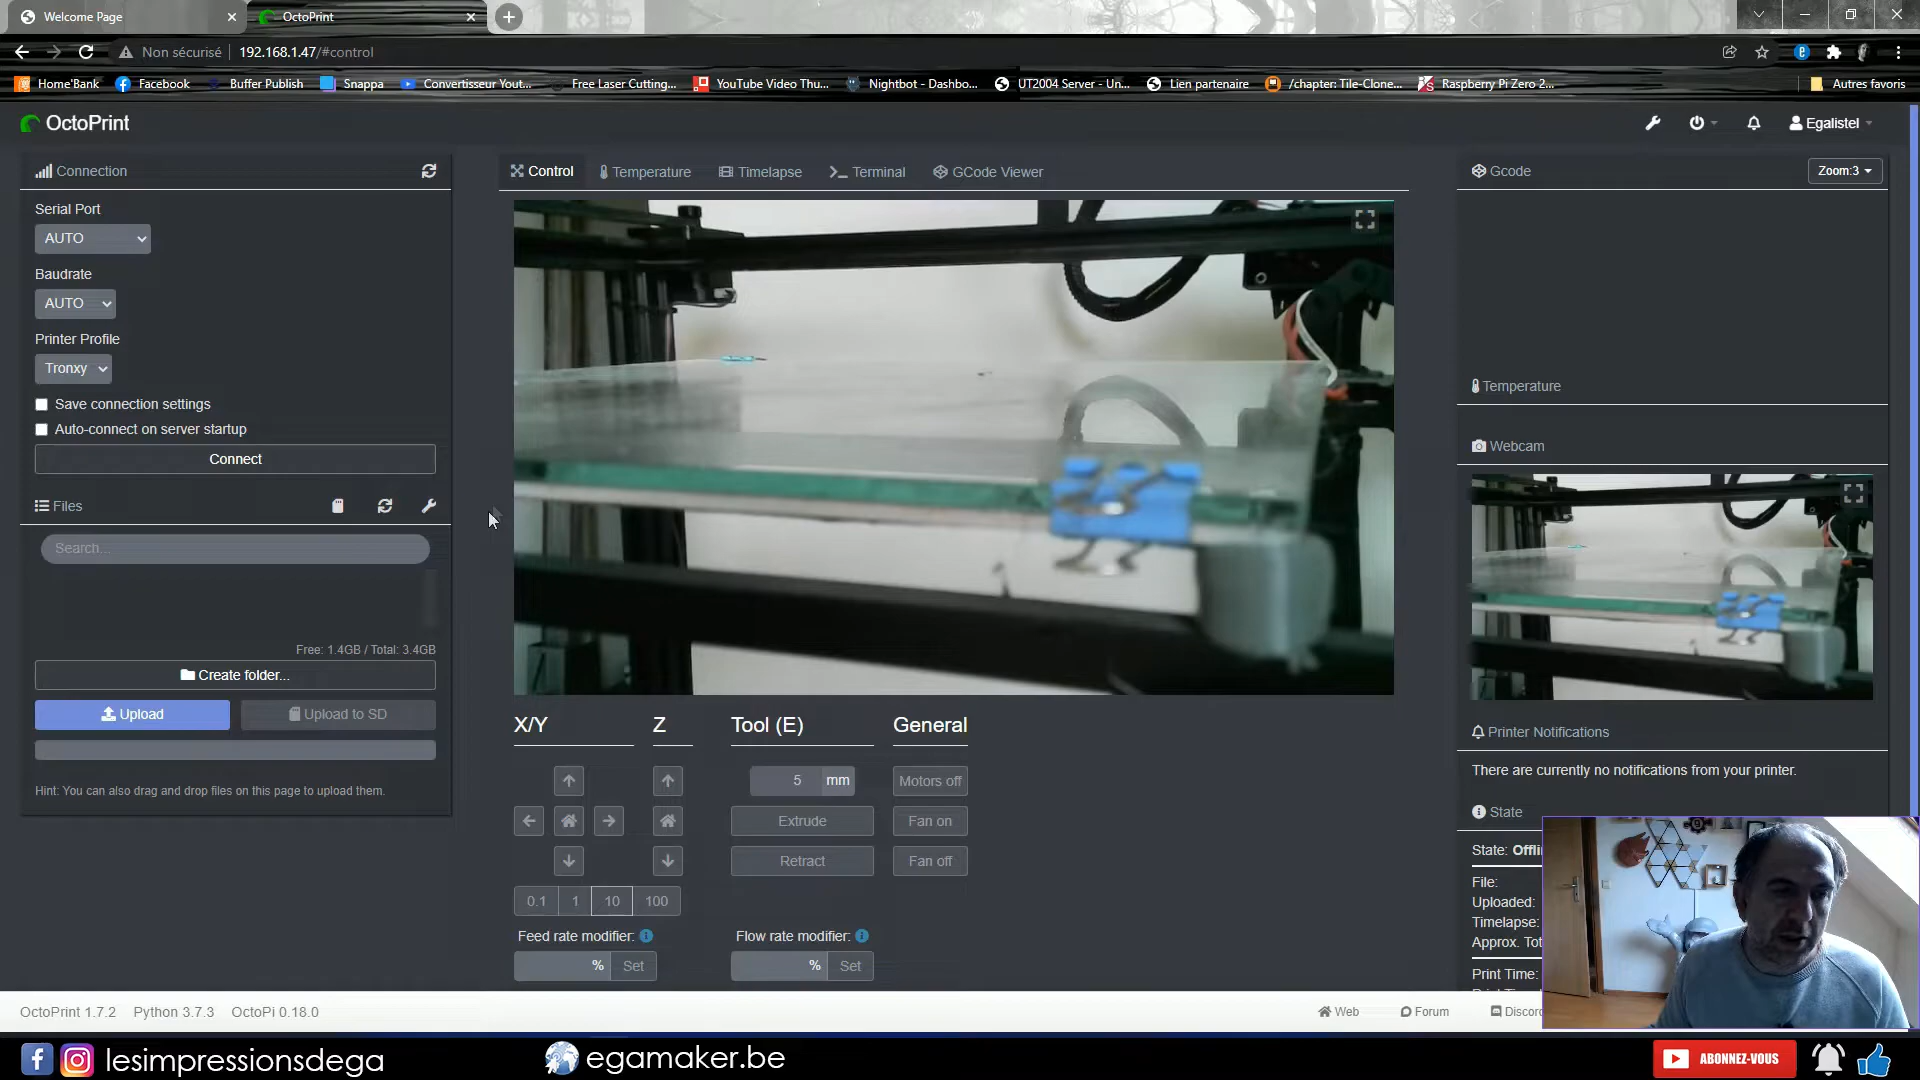 Welcome Page
OctoPrint
Non sécurisé
192.168.1.47/#control
Home'Bank
Facebook
Buffer Publish
Snappa
Convertisseur Yout...
Free Laser Cutting...
YouTube Video Thu...
Nightbot - Dashbo...
UT2004 Server - Un...
Lien partenaire
/chapter: Tile-Clone...
Raspberry Pi Zero 2...
Autres favoris
OctoPrint
Egalistel
Connection
Serial Port
AUTO
Baudrate
AUTO
Printer Profile
Tronxy
Save connection settings
Auto-connect on server startup
Connect
Files
Search...
Free: 1.4GB / Total: 3.4GB
Create folder...
Upload
Upload to SD
Hint: You can also drag and drop files on this page to upload them.
Control
Temperature
Timelapse
Terminal
GCode Viewer
X/Y
Z
Tool (E)
General
5 mm
Motors off
Extrude
Fan on
Retract
Fan off
0.1 1 10 100
Feed rate modifier:
Flow rate modifier:
% Set
% Set
Gcode
Zoom:3
Temperature
Webcam
Printer Notifications
There are currently no notifications from your printer.
State
State: Offli
File:
Uploaded:
Timelapse:
Approx. Tot
Print Time:
OctoPrint 1.7.2 Python 3.7.3 OctoPi 0.18.0
Web
Forum
Discor
lesimpressionsdega
egamaker.be
ABONNEZ-VOUS